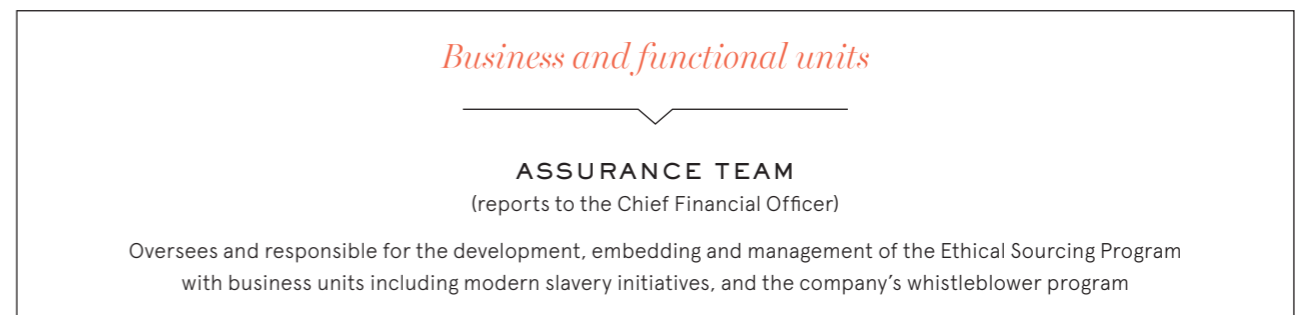 Business and functional units
ASSURANCE TEAM
(reports to the Chief Financial Officer)
Oversees and responsible for the development, embedding and management of the Ethical Sourcing Program
with business units including modern slavery initiatives, and the company’s whistleblower program